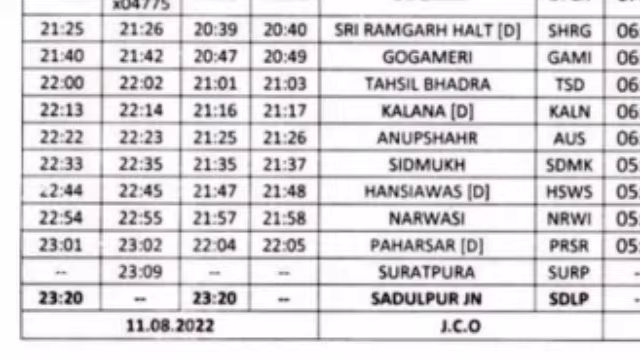 x04775
21:25 21:26 20:39 20:40 SRI RAMGARH HALT [D] SHRG 06
21:40 21:42 20:47 20:49 GOGAMERI GAMI 06
22:00 22:02 21:01 21:03 TAHSIL BHADRA TSD 06
22:13 22:14 21:16 21:17 KALANA [D] KALN 06
22:22 22:23 21:25 21:26 ANUPSHAHR AUS 06
22:33 22:35 21:35 21:37 SIDMUKH SDMK 05
:44 22:45 21:47 21:48 HANSIAWAS [D] HSWS 05
22:54 22:55 21:57 21:58 NARWASI NRWI 05
23:01 23:02 22:04 22:05 PAHARSAR [D] PRSR 05
-- 23:09 -- -- SURATPURA SURP -
23:20 -- 23:20 -- SADULPUR JN SDLP -
11.08.2022 J.C.O